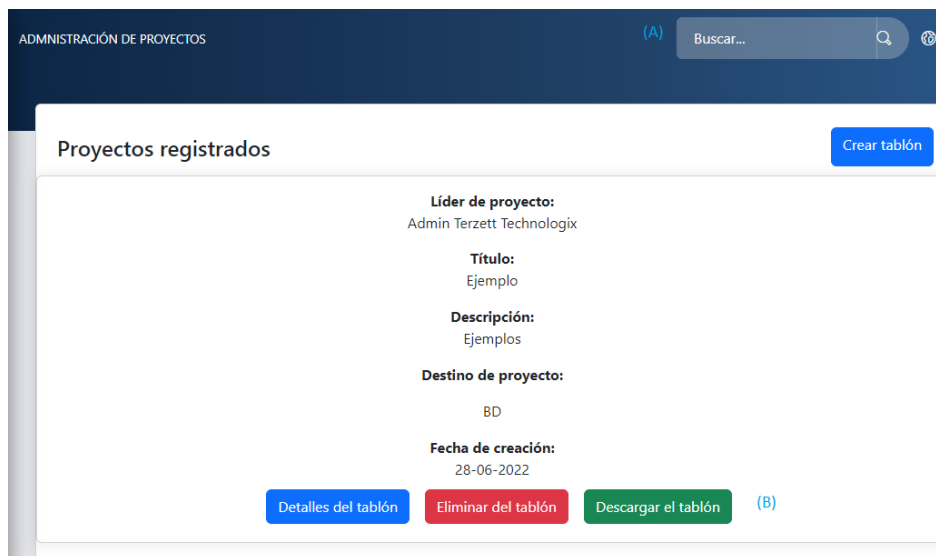 ADMNISTRACIÓN DE PROYECTOS
(A)
Buscar...
Proyectos registrados
Crear tablón
Líder de proyecto:
Admin Terzett Technologix
Título:
Ejemplo
Descripción:
Ejemplos
Destino de proyecto:
BD
Fecha de creación:
28-06-2022
Detalles del tablón
Eliminar del tablón
Descargar el tablón
(B)